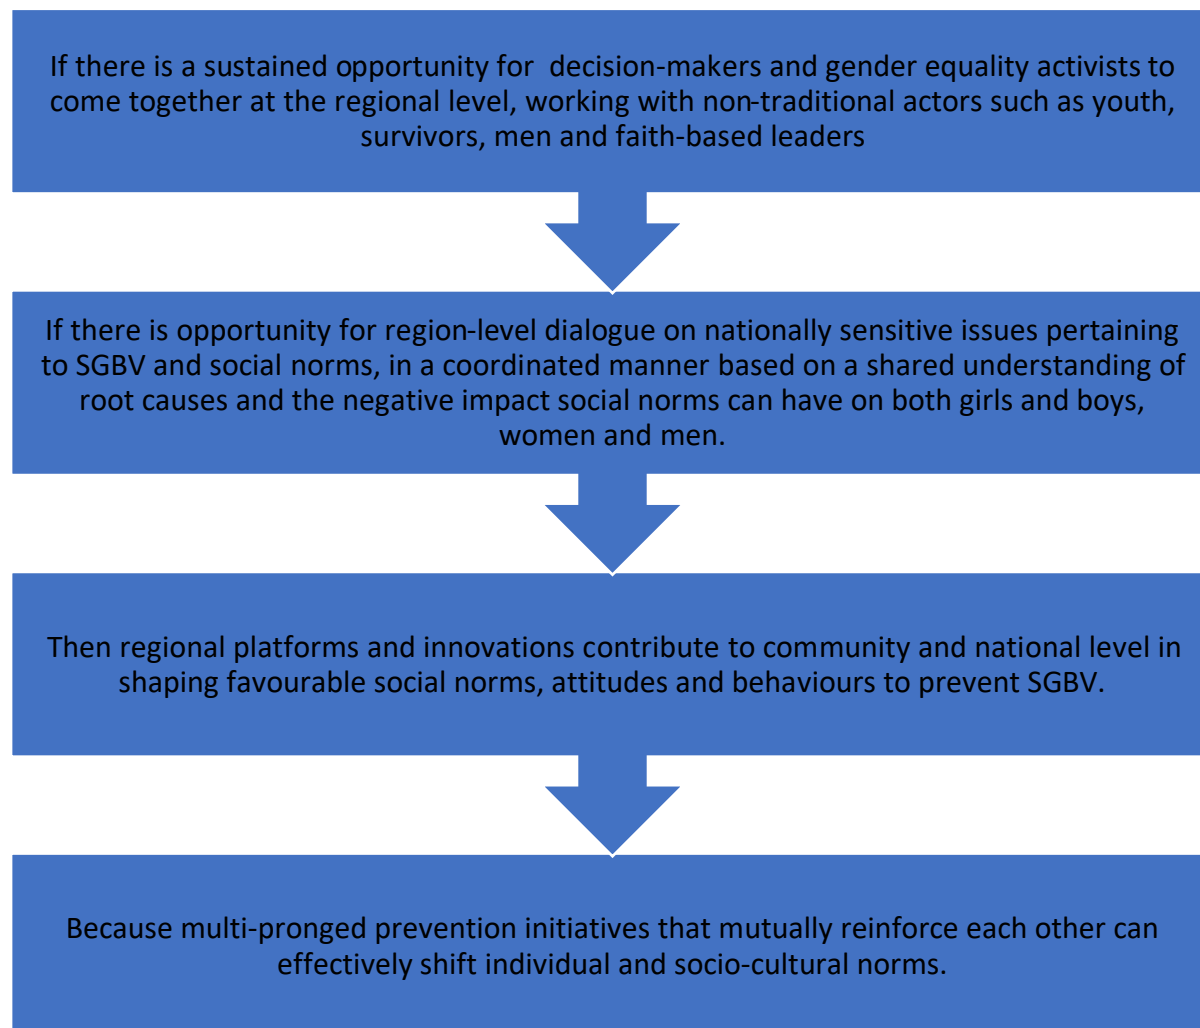 If there is a sustained opportunity for  decision-makers and gender equality activists to
come together at the regional level, working with non-traditional actors such as youth,
survivors, men and faith-based leaders
If there is opportunity for region-level dialogue on nationally sensitive issues pertaining
to SGBV and social norms, in a coordinated manner based on a shared understanding of
root causes and the negative impact social norms can have on both girls and boys,
women and men.
Then regional platforms and innovations contribute to community and national level in
shaping favourable social norms, attitudes and behaviours to prevent SGBV.
Because multi-pronged prevention initiatives that mutually reinforce each other can
effectively shift individual and socio-cultural norms.